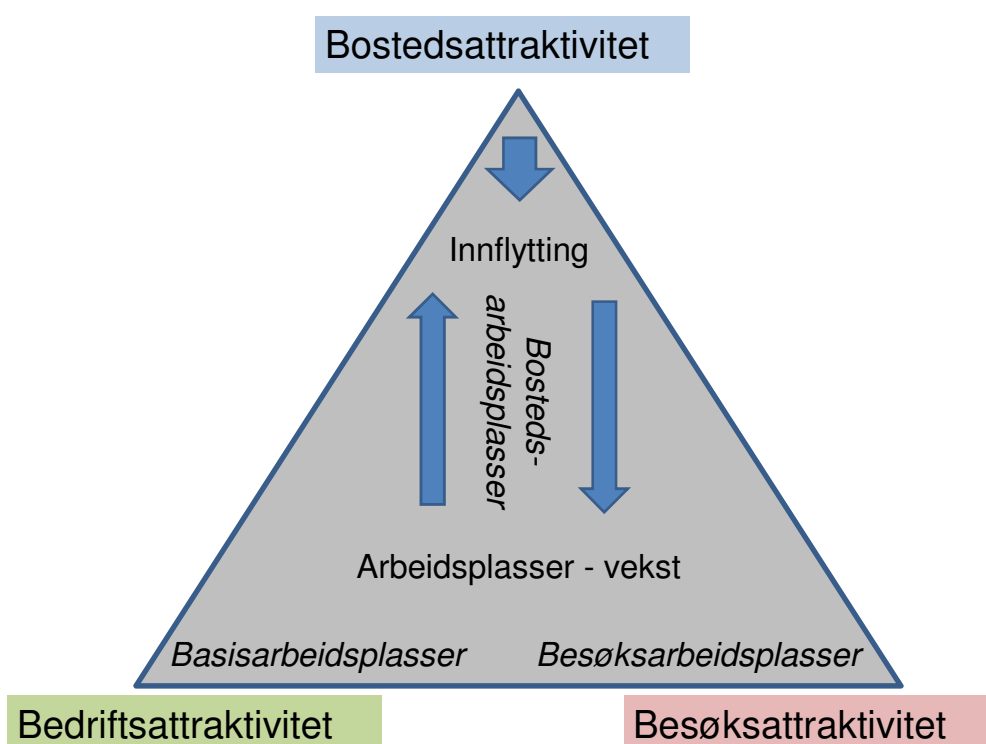 Bostedsattraktivitet
Innflytting
Bosteds-
arbeidsplasser
Arbeidsplasser - vekst
Basisarbeidsplasser
Besøksarbeidsplasser
Bedriftsattraktivitet
Besøksattraktivitet